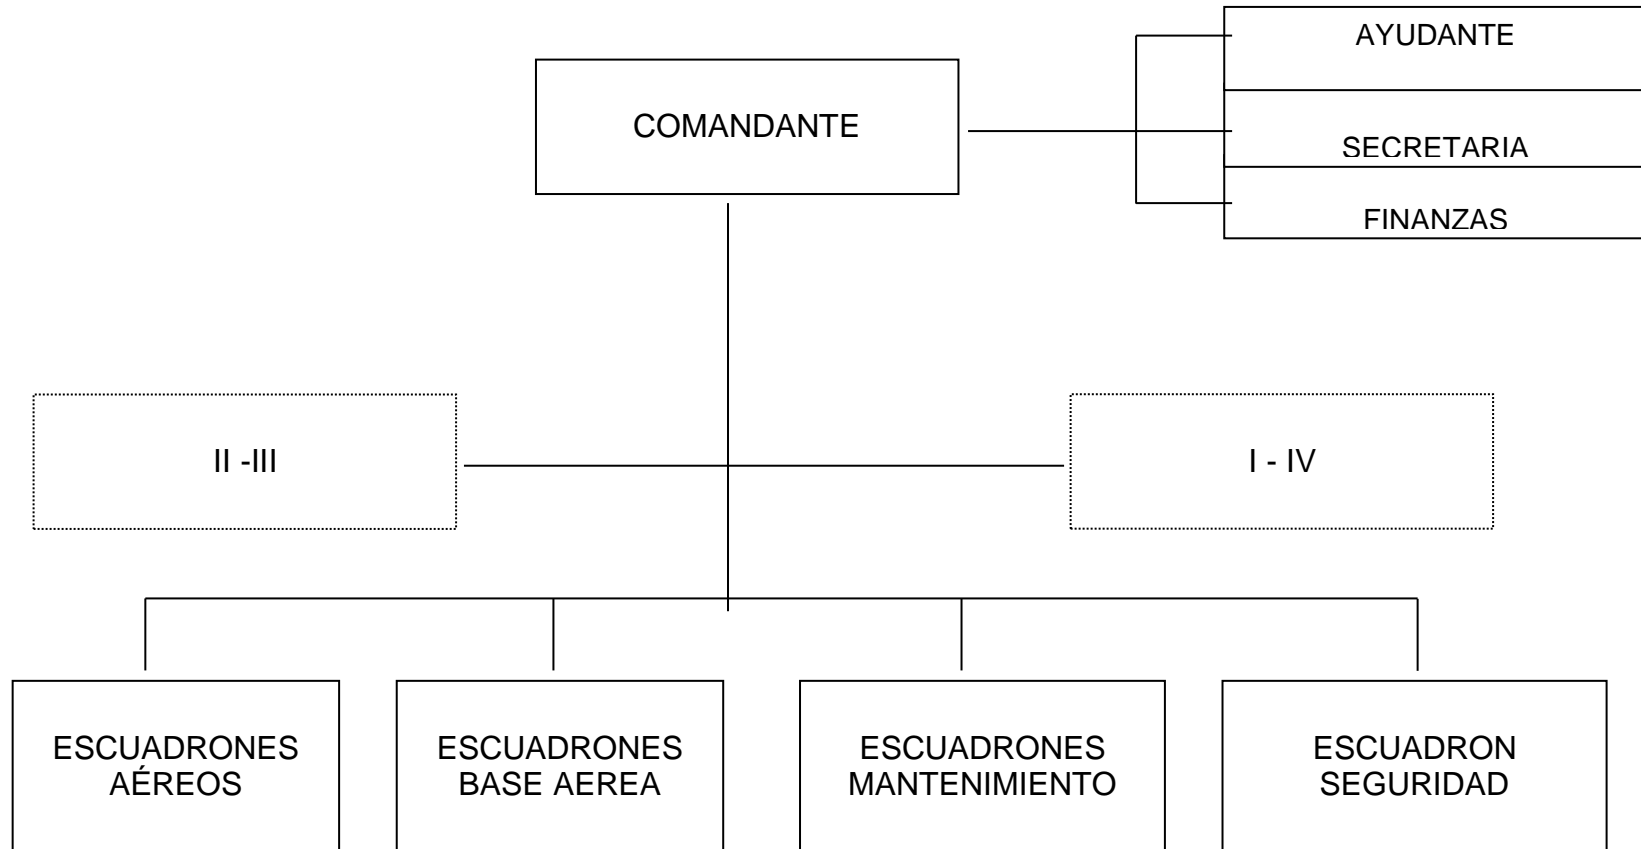 AYUDANTE
COMANDANTE
SECRETARIA
FINANZAS
II -III
I - IV
ESCUADRONES
AÉREOS
ESCUADRONES
BASE AEREA
ESCUADRONES
MANTENIMIENTO
ESCUADRON
SEGURIDAD